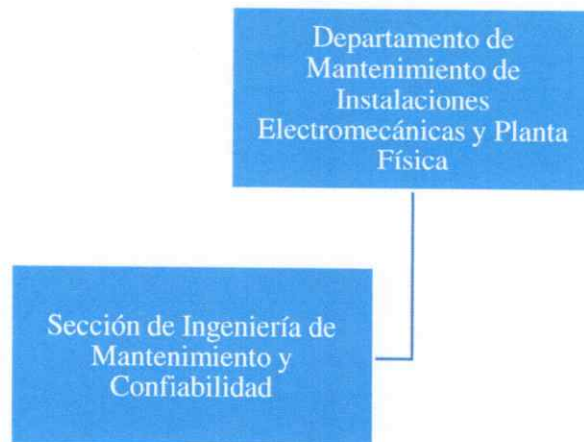 Departamento de
Mantenimiento de
Instalaciones
Electromecánicas y Planta
Física
Sección de Ingeniería de
Mantenimiento y
Confiabilidad